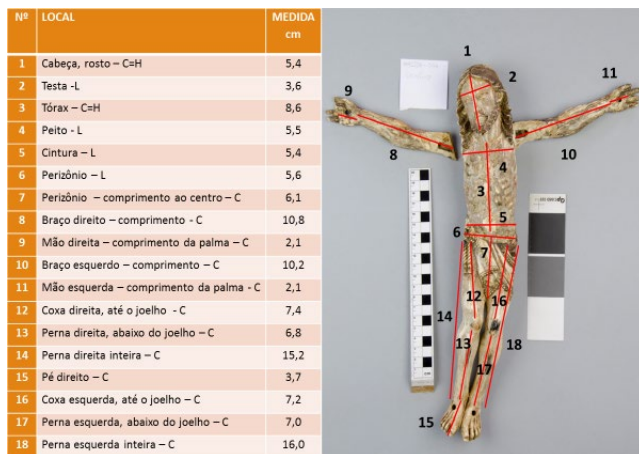 Nº LOCAL MEDIDA cm
1 Cabeça, rosto – C=H 5,4
2 Testa -L 3,6
3 Tórax – C=H 8,6
4 Peito - L 5,5
5 Cintura – L 5,4
6 Perizônio – L 5,6
7 Perizônio – comprimento ao centro – C 6,1
8 Braço direito – comprimento - C 10,8
9 Mão direita – comprimento da palma – C 2,1
10 Braço esquerdo – comprimento – C 10,2
11 Mão esquerda – comprimento da palma - C 2,1
12 Coxa direita, até o joelho - C 7,4
13 Perna direita, abaixo do joelho – C 6,8
14 Perna direita inteira – C 15,2
15 Pé direito – C 3,7
16 Coxa esquerda, até o joelho – C 7,2
17 Perna esquerda, abaixo do joelho – C 7,0
18 Perna esquerda inteira – C 16,0
1
2
11
9
8
10
4
3
5
6
7
12
16
14
13
18
17
15